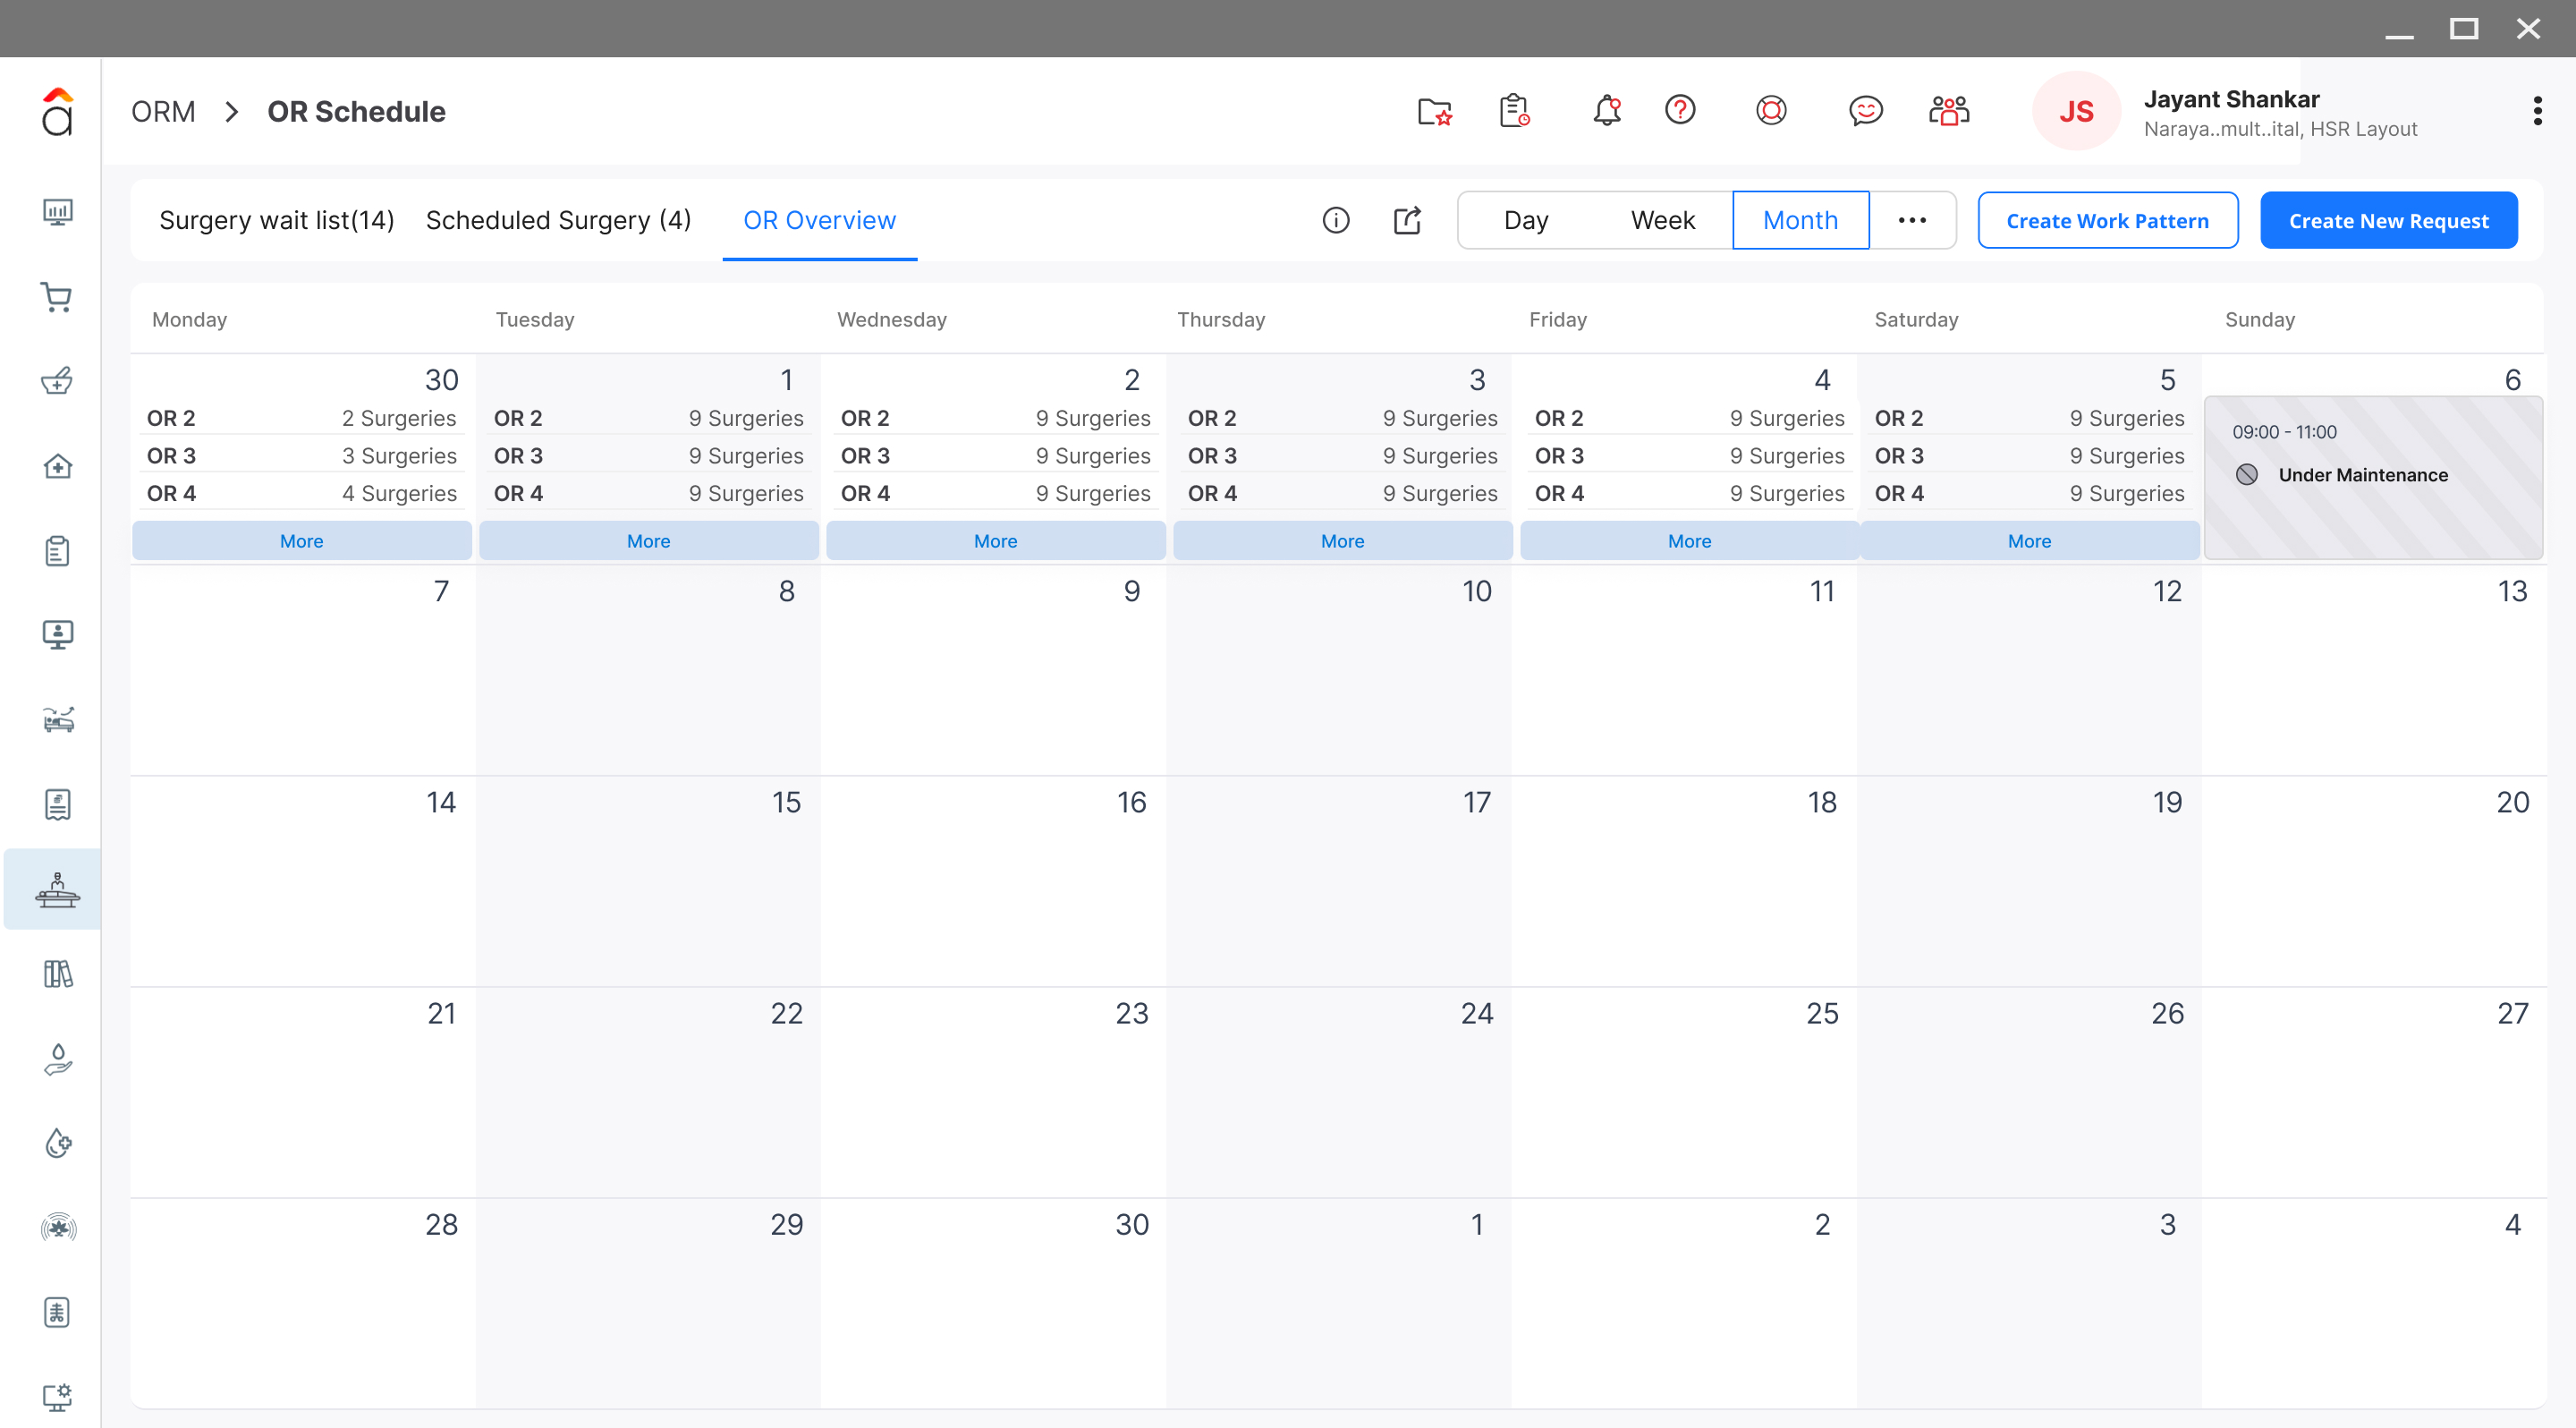 ORM > OR Schedule
JS
Jayant Shankar
Naraya..mult..ital, HSR Layout
Surgery wait list(14) Scheduled Surgery (4) OR Overview
Day Week Month ••• Create Work Pattern Create New Request
Monday Tuesday Wednesday Thursday Friday Saturday Sunday
30 1 2 3 4 5 6
OR 2 2 Surgeries OR 2 9 Surgeries OR 2 9 Surgeries OR 2 9 Surgeries OR 2 9 Surgeries OR 2 9 Surgeries
09:00 - 11:00
OR 3 3 Surgeries OR 3 9 Surgeries OR 3 9 Surgeries OR 3 9 Surgeries OR 3 9 Surgeries OR 3 9 Surgeries
Under Maintenance
OR 4 4 Surgeries OR 4 9 Surgeries OR 4 9 Surgeries OR 4 9 Surgeries OR 4 9 Surgeries OR 4 9 Surgeries
More More More More More More
7 8 9 10 11 12 13
14 15 16 17 18 19 20
21 22 23 24 25 26 27
28 29 30 1 2 3 4